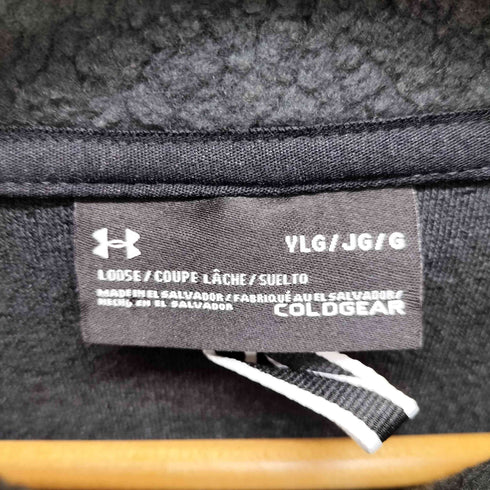 YLG/JG/G
LOOSE / COUPE LÂCHE / SUELTO
MADE IN EL SALVADOR / FABRIQUÉ AU EL SALVADOR /
HECHO EN EL SALVADOR
COLDGEAR